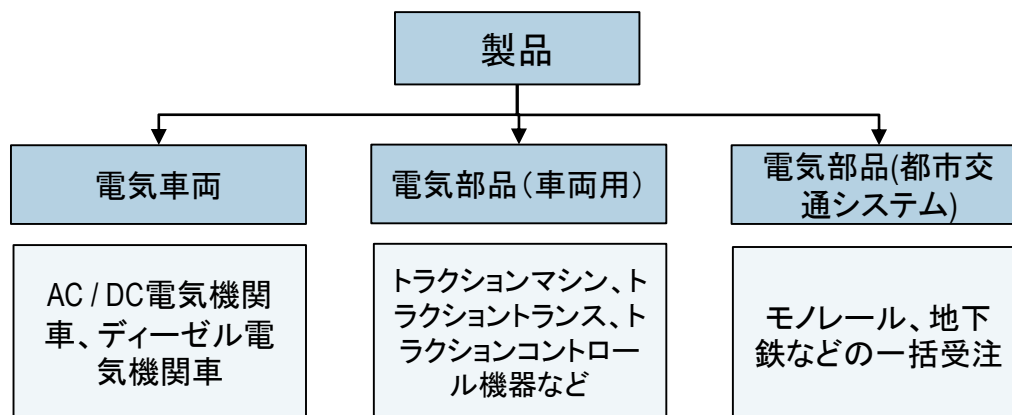 製品
電気車両
電気部品（車両用）
電気部品(都市交
通システム)
AC / DC電気機関
車、ディーゼル電
気機関車
トラクションマシン、ト
ラクショントランス、ト
ラクションコントロー
ル機器など
モノレール、地下
鉄などの一括受注